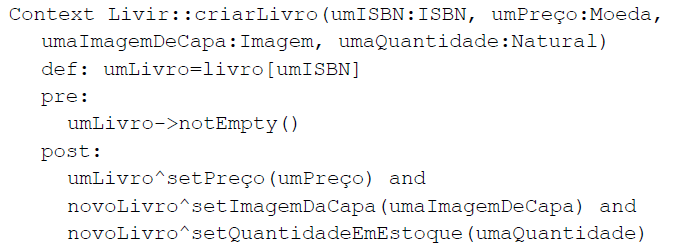 Context Livir::criarLivro(umISBN:ISBN, umPreço:Moeda,
umaImagemDeCapa:Imagem, umaQuantidade:Natural)
def: umLivro=livro[umISBN]
pre:
umLivro->notEmpty()
post:
umLivro^setPreço(umPreço) and
novoLivro^setImagemDaCapa(umaImagemDeCapa) and
novoLivro^setQuantidadeEmEstoque(umaQuantidade)